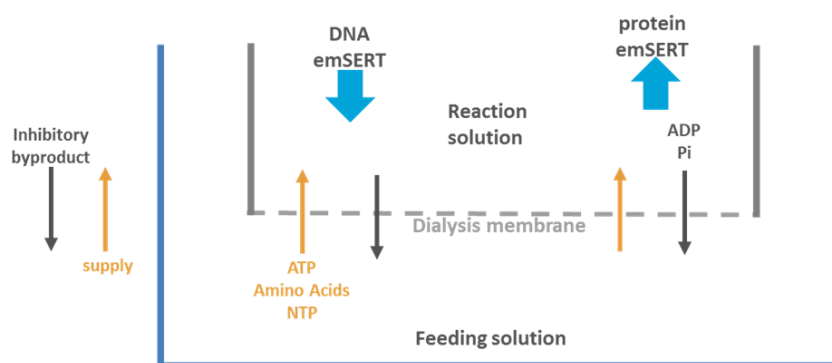 DNA
emSERT
protein
emSERT
Reaction
solution
Inhibitory
byproduct
ADP
Pi
Dialysis membrane
supply
ATP
Amino Acids
NTP
Feeding solution